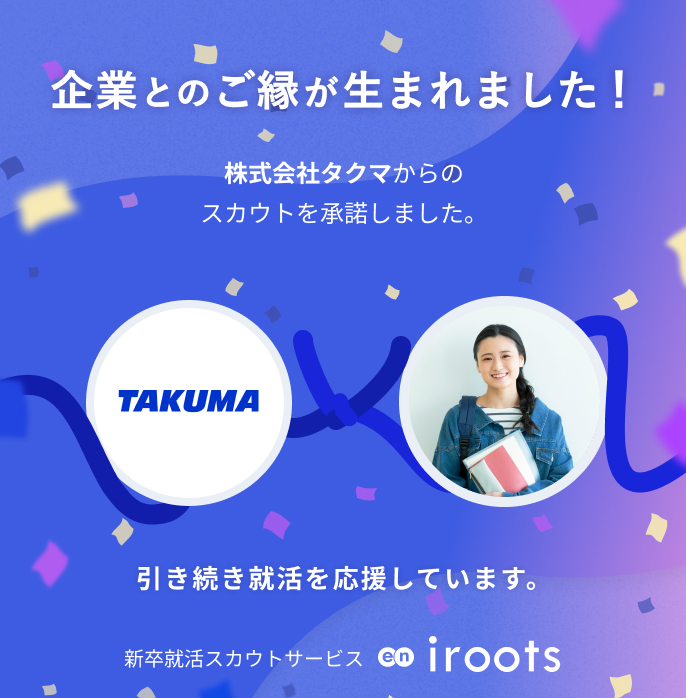 企業とのご縁が生まれました！
株式会社タクマからの
スカウトを承諾しました。
TAKUMA
引き続き就活を応援しています。
新卒就活スカウトサービス en iroots